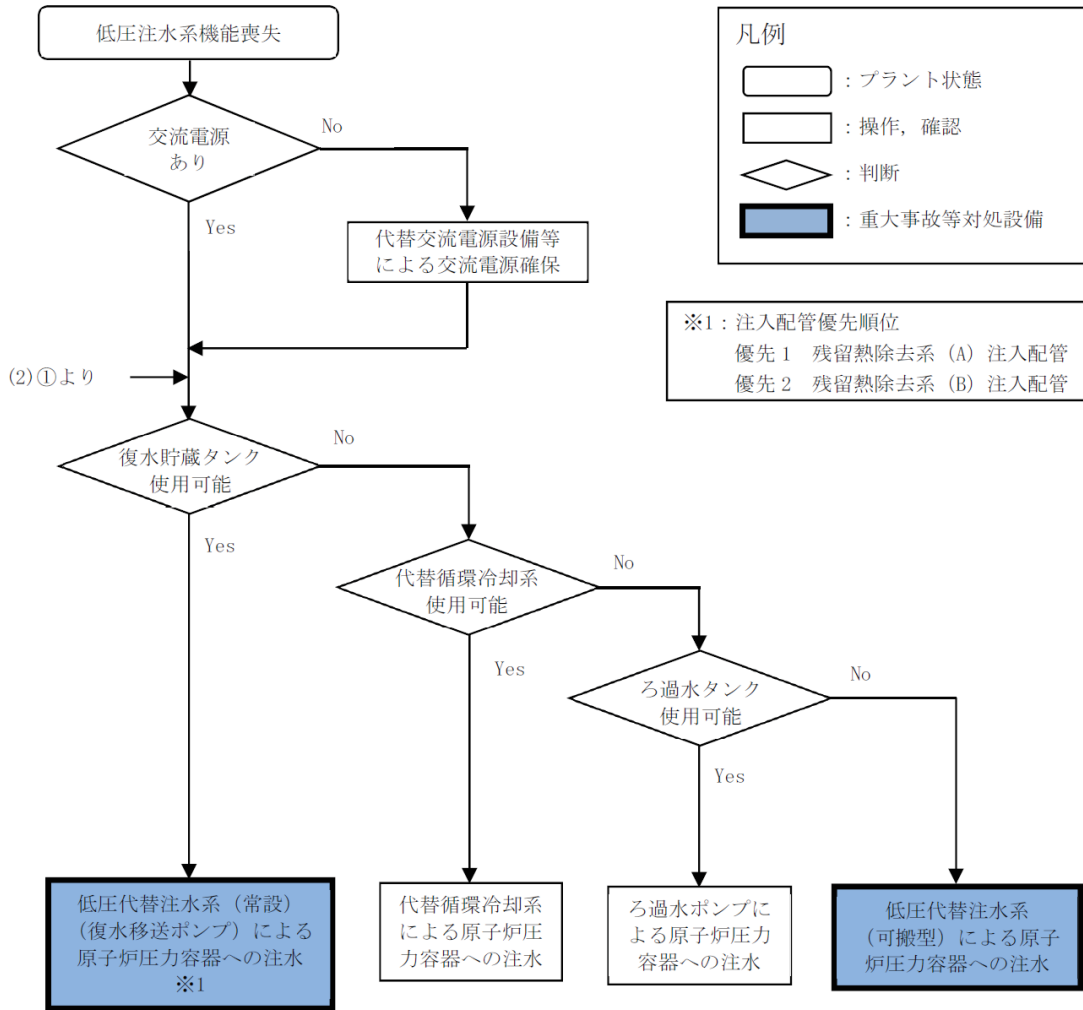 低圧注水系機能喪失
交流電源
あり
No
Yes
代替交流電源設備等
による交流電源確保
(2)①より
復水貯蔵タンク
使用可能
No
Yes
代替循環冷却系
使用可能
No
Yes
ろ過水タンク
使用可能
No
Yes
低圧代替注水系（常設）
（復水移送ポンプ）による
原子炉圧力容器への注水
※1
代替循環冷却系
による原子炉圧
力容器への注水
ろ過水ポンプに
よる原子炉圧力
容器への注水
低圧代替注水系
（可搬型）による原子
炉圧力容器への注水
凡例
：プラント状態
：操作，確認
：判断
：重大事故等対処設備
※1：注入配管優先順位
優先1　残留熱除去系（A）注入配管
優先2　残留熱除去系（B）注入配管